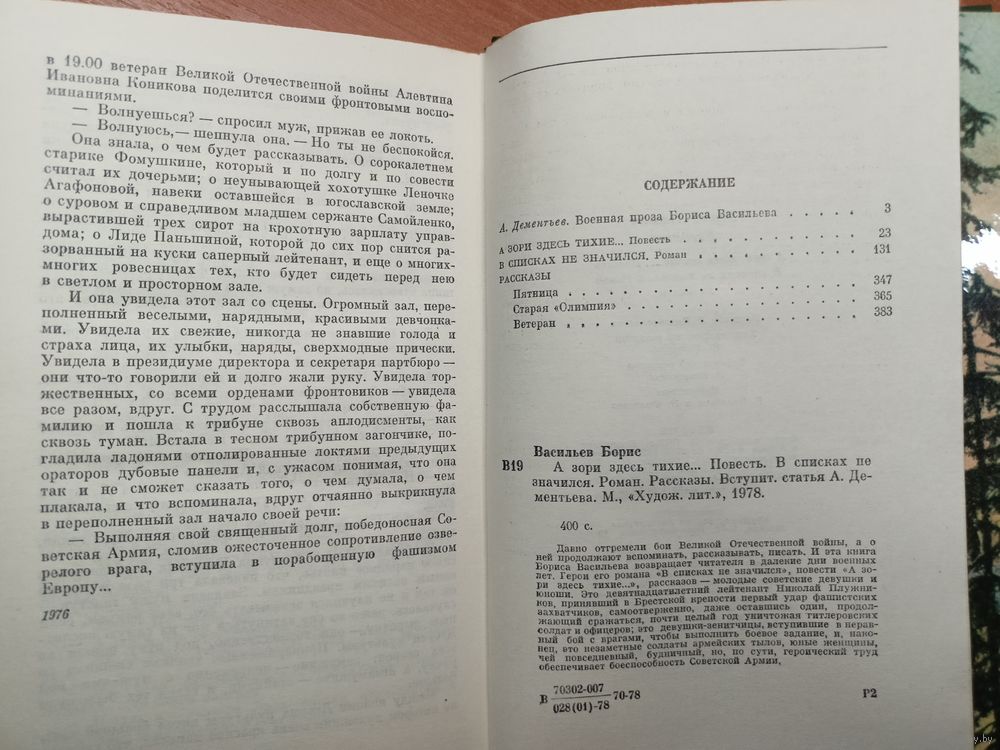 в 19.00 ветеран Великой Отечественной войны Алевтина
Ивановна Коникова поделится своими фронтовыми воспо-
минаниями.
— Волнуешься? — спросил муж, прижав ее локоть.
— Волнуюсь,— шепнула она. — Но ты не беспокойся.
Она знала, о чем будет рассказывать. О сорокалетнем
старике Фомушкине, который и по долгу и по совести
считал их дочерьми; о неунывающей хохотушке Леночке
Агафоновой, навеки оставшейся в югославской земле;
о суровом и справедливом младшем сержанте Самойленко,
вырастившей трех сирот на крохотную зарплату управ-
дома; о Лиде Паньшиной, которой до сих пор снится ра-
зорванный на куски саперный лейтенант, и еще о многих-
многих ровесницах тех, кто будет сидеть перед нею
в светлом и просторном зале.
И она увидела этот зал со сцены. Огромный зал, пере-
полненный веселыми, нарядными, красивыми девчонка-
ми. Увидела их свежие, никогда не знавшие голода и
страха лица, их улыбки, наряды, сверхмодные прически.
Увидела в президиуме директора и секретаря партбюро —
они что-то говорили ей и долго жали руку. Увидела тор-
жественных, со всеми орденами фронтовиков — увидела
все разом, вдруг. С трудом расслышала собственную фа-
милию и пошла к трибуне сквозь аплодисменты, как
сквозь туман. Встала в тесном трибунном загончике, по-
гладила ладонями отполированные локтями предыдущих
ораторов дубовые панели и, с ужасом понимая, что она
так и не сможет сказать того, о чем думала, о чем
плакала, и что вспоминала, вдруг отчаянно выкрикнула
в переполненный зал начало своей речи:
— Выполняя свой священный долг, победоносная Со-
ветская Армия, сломив ожесточенное сопротивление озве-
релого врага, вступила в порабощенную фашизмом
Европу...
1976
СОДЕРЖАНИЕ
А. Дементьев. Военная проза Бориса Васильева . . . . . 3
А ЗОРИ ЗДЕСЬ ТИХИЕ... Повесть . . . . . . . . . . 23
В СПИСКАХ НЕ ЗНАЧИЛСЯ. Роман . . . . . . . . . 131
РАССКАЗЫ
Пятница . . . . . . . . . . . . . . . . . 347
Старая «Олимпия» . . . . . . . . . . . . . 365
Ветеран . . . . . . . . . . . . . . . . . 383
Васильев Борис
В19 А зори здесь тихие... Повесть. В списках не
значился. Роман. Рассказы. Вступит. статья А. Де-
ментьева. М., «Худож. лит.», 1978.
400 с.
Давно отгремели бои Великой Отечественной войны, а о
ней продолжают вспоминать, рассказывать, писать. И эта книга
Бориса Васильева возвращает читателя в далекие дни военных
лет. Герои его романа «В списках не значился», повести «А зо-
ри здесь тихие...», рассказов — молодые советские девушки и
юноши. Это девятнадцатилетний лейтенант Николай Плужни-
ков, принявший в Брестской крепости первый удар фашистских
захватчиков, самоотверженно, даже оставшись один, продол-
жающий сражаться, почти целый год уничтожая гитлеровских
солдат и офицеров; это девушки-зенитчицы, вступившие в нерав-
ный бой с врагами, чтобы выполнить боевое задание, и, нако-
нец, это незаметные солдаты армейских тылов, юные женщины,
чей повседневный, будничный, но, по сути, героический труд
обеспечивает боеспособность Советской Армии.
В 70302-007
028(01)-78 70-78 Р2